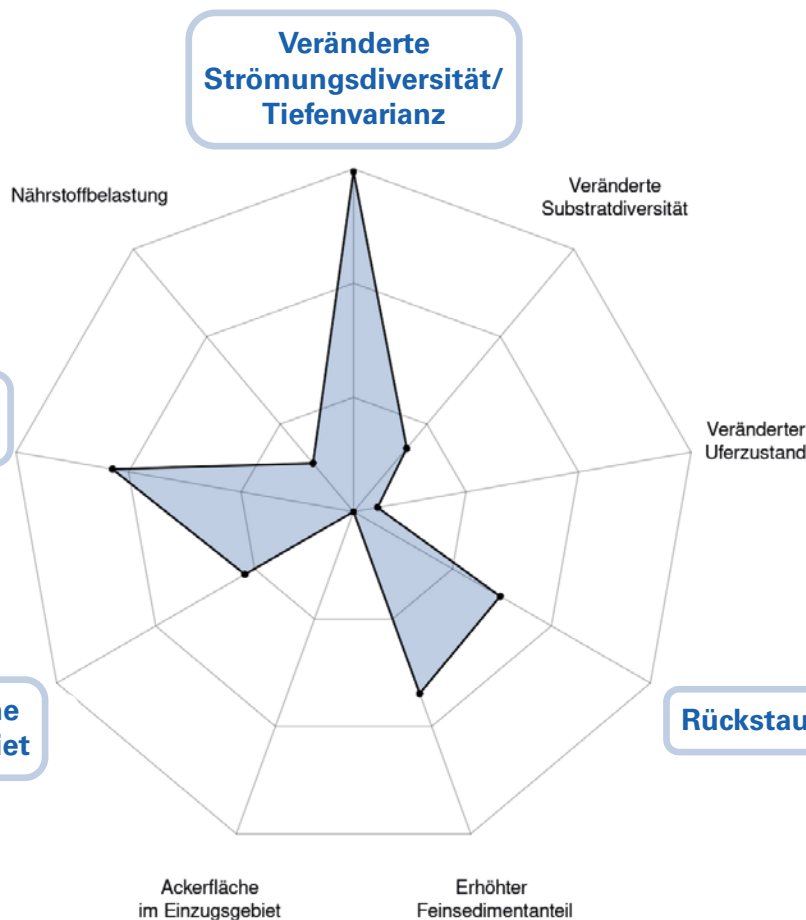 Veränderte
Strömungsdiversität/
Tiefenvarianz
Nährstoffbelastung
Veränderte
Substratdiversität
Veränderter
Uferzustand
Rückstau
Erhöhter
Feinsedimentanteil
Ackerfläche
im Einzugsgebiet